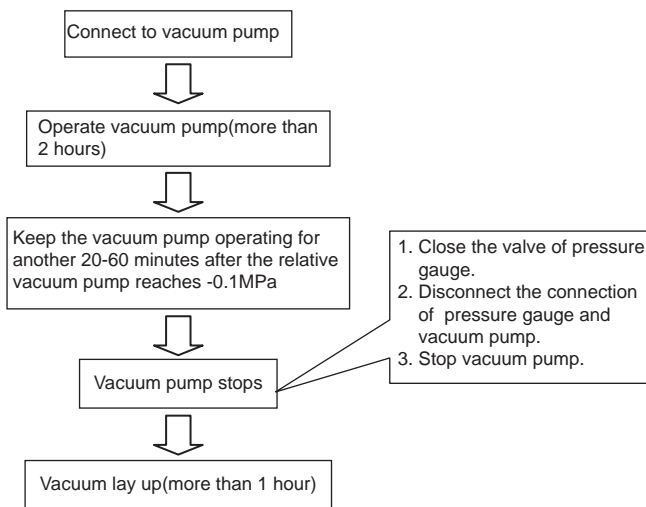 Connect to vacuum pump
Operate vacuum pump(more than
2 hours)
Keep the vacuum pump operating for
another 20-60 minutes after the relative
vacuum pump reaches -0.1MPa
Vacuum pump stops
1. Close the valve of pressure
gauge.
2. Disconnect the connection
of pressure gauge and
vacuum pump.
3. Stop vacuum pump.
Vacuum lay up(more than 1 hour)